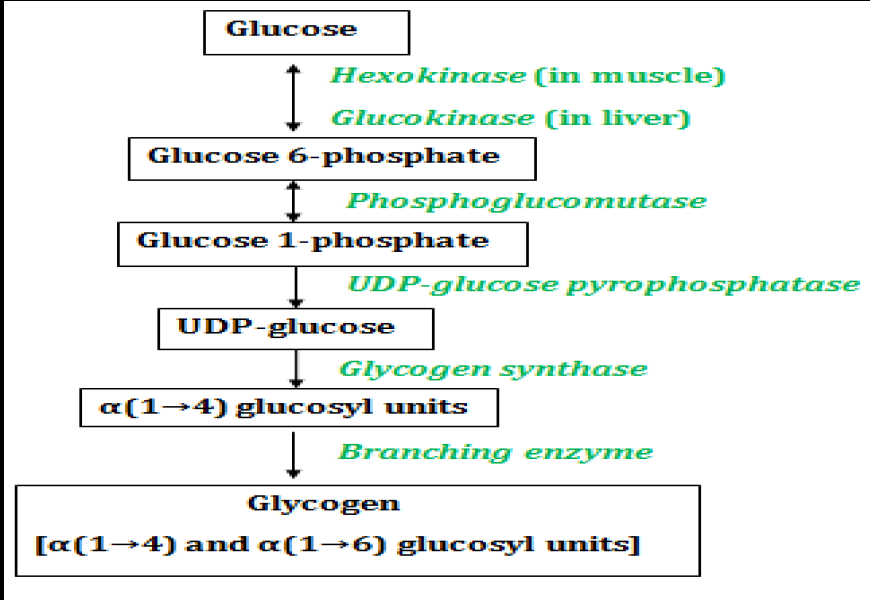 Glucose
Hexokinase (in muscle)
Glucokinase (in liver)
Glucose 6-phosphate
Phosphoglucomutase
Glucose 1-phosphate
UDP-glucose pyrophosphatase
UDP-glucose
Glycogen synthase
α(1→4) glucosyl units
Branching enzyme
Glycogen
[α(1→4) and α(1→6) glucosyl units]